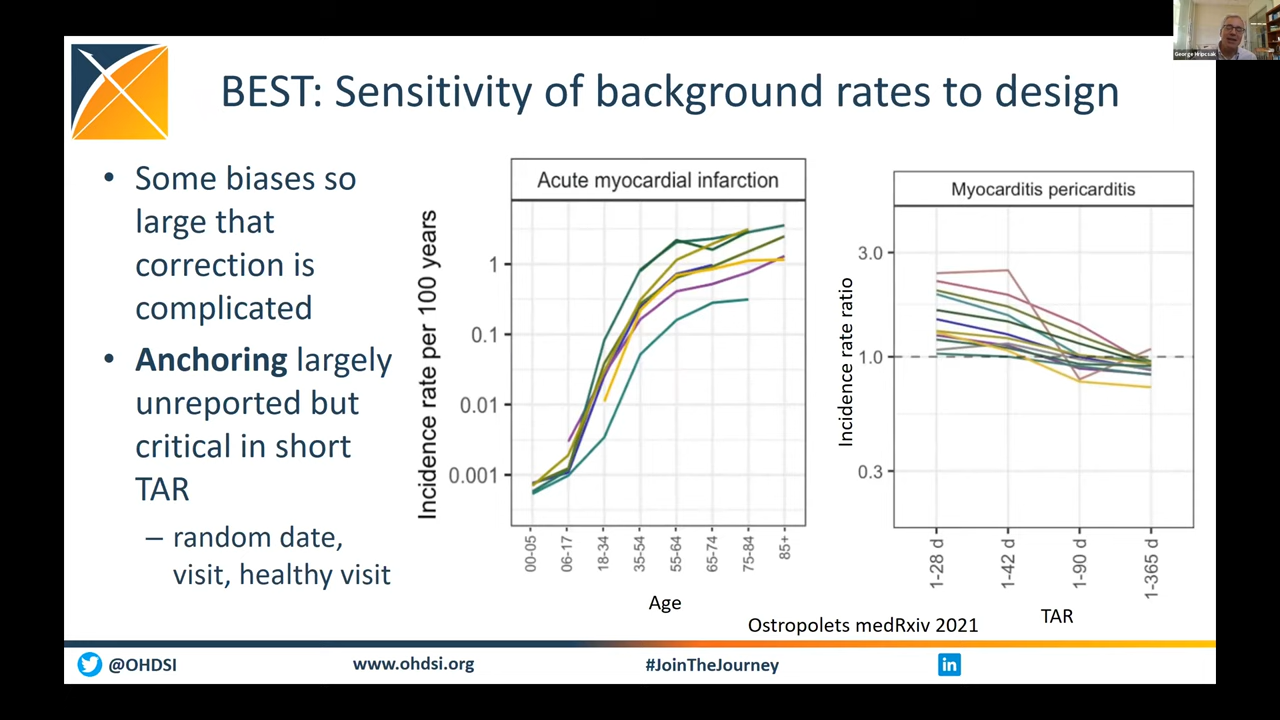 George Hripcsak
BEST: Sensitivity of background rates to design
• Some biases so
large that
correction is
complicated
• Anchoring largely
unreported but
critical in short
TAR
– random date,
visit, healthy visit
Acute myocardial infarction
Incidence rate per 100 years
1
0.1
0.01
0.001
00-05
06-17
18-34
35-54
55-64
65-74
75-84
85+
Age
Myocarditis pericarditis
Incidence rate ratio
3.0
1.0
0.3
1-28 d
1-42 d
1-90 d
1-365 d
TAR
Ostropolets medRxiv 2021
@OHDSI
www.ohdsi.org
#JoinTheJourney
in